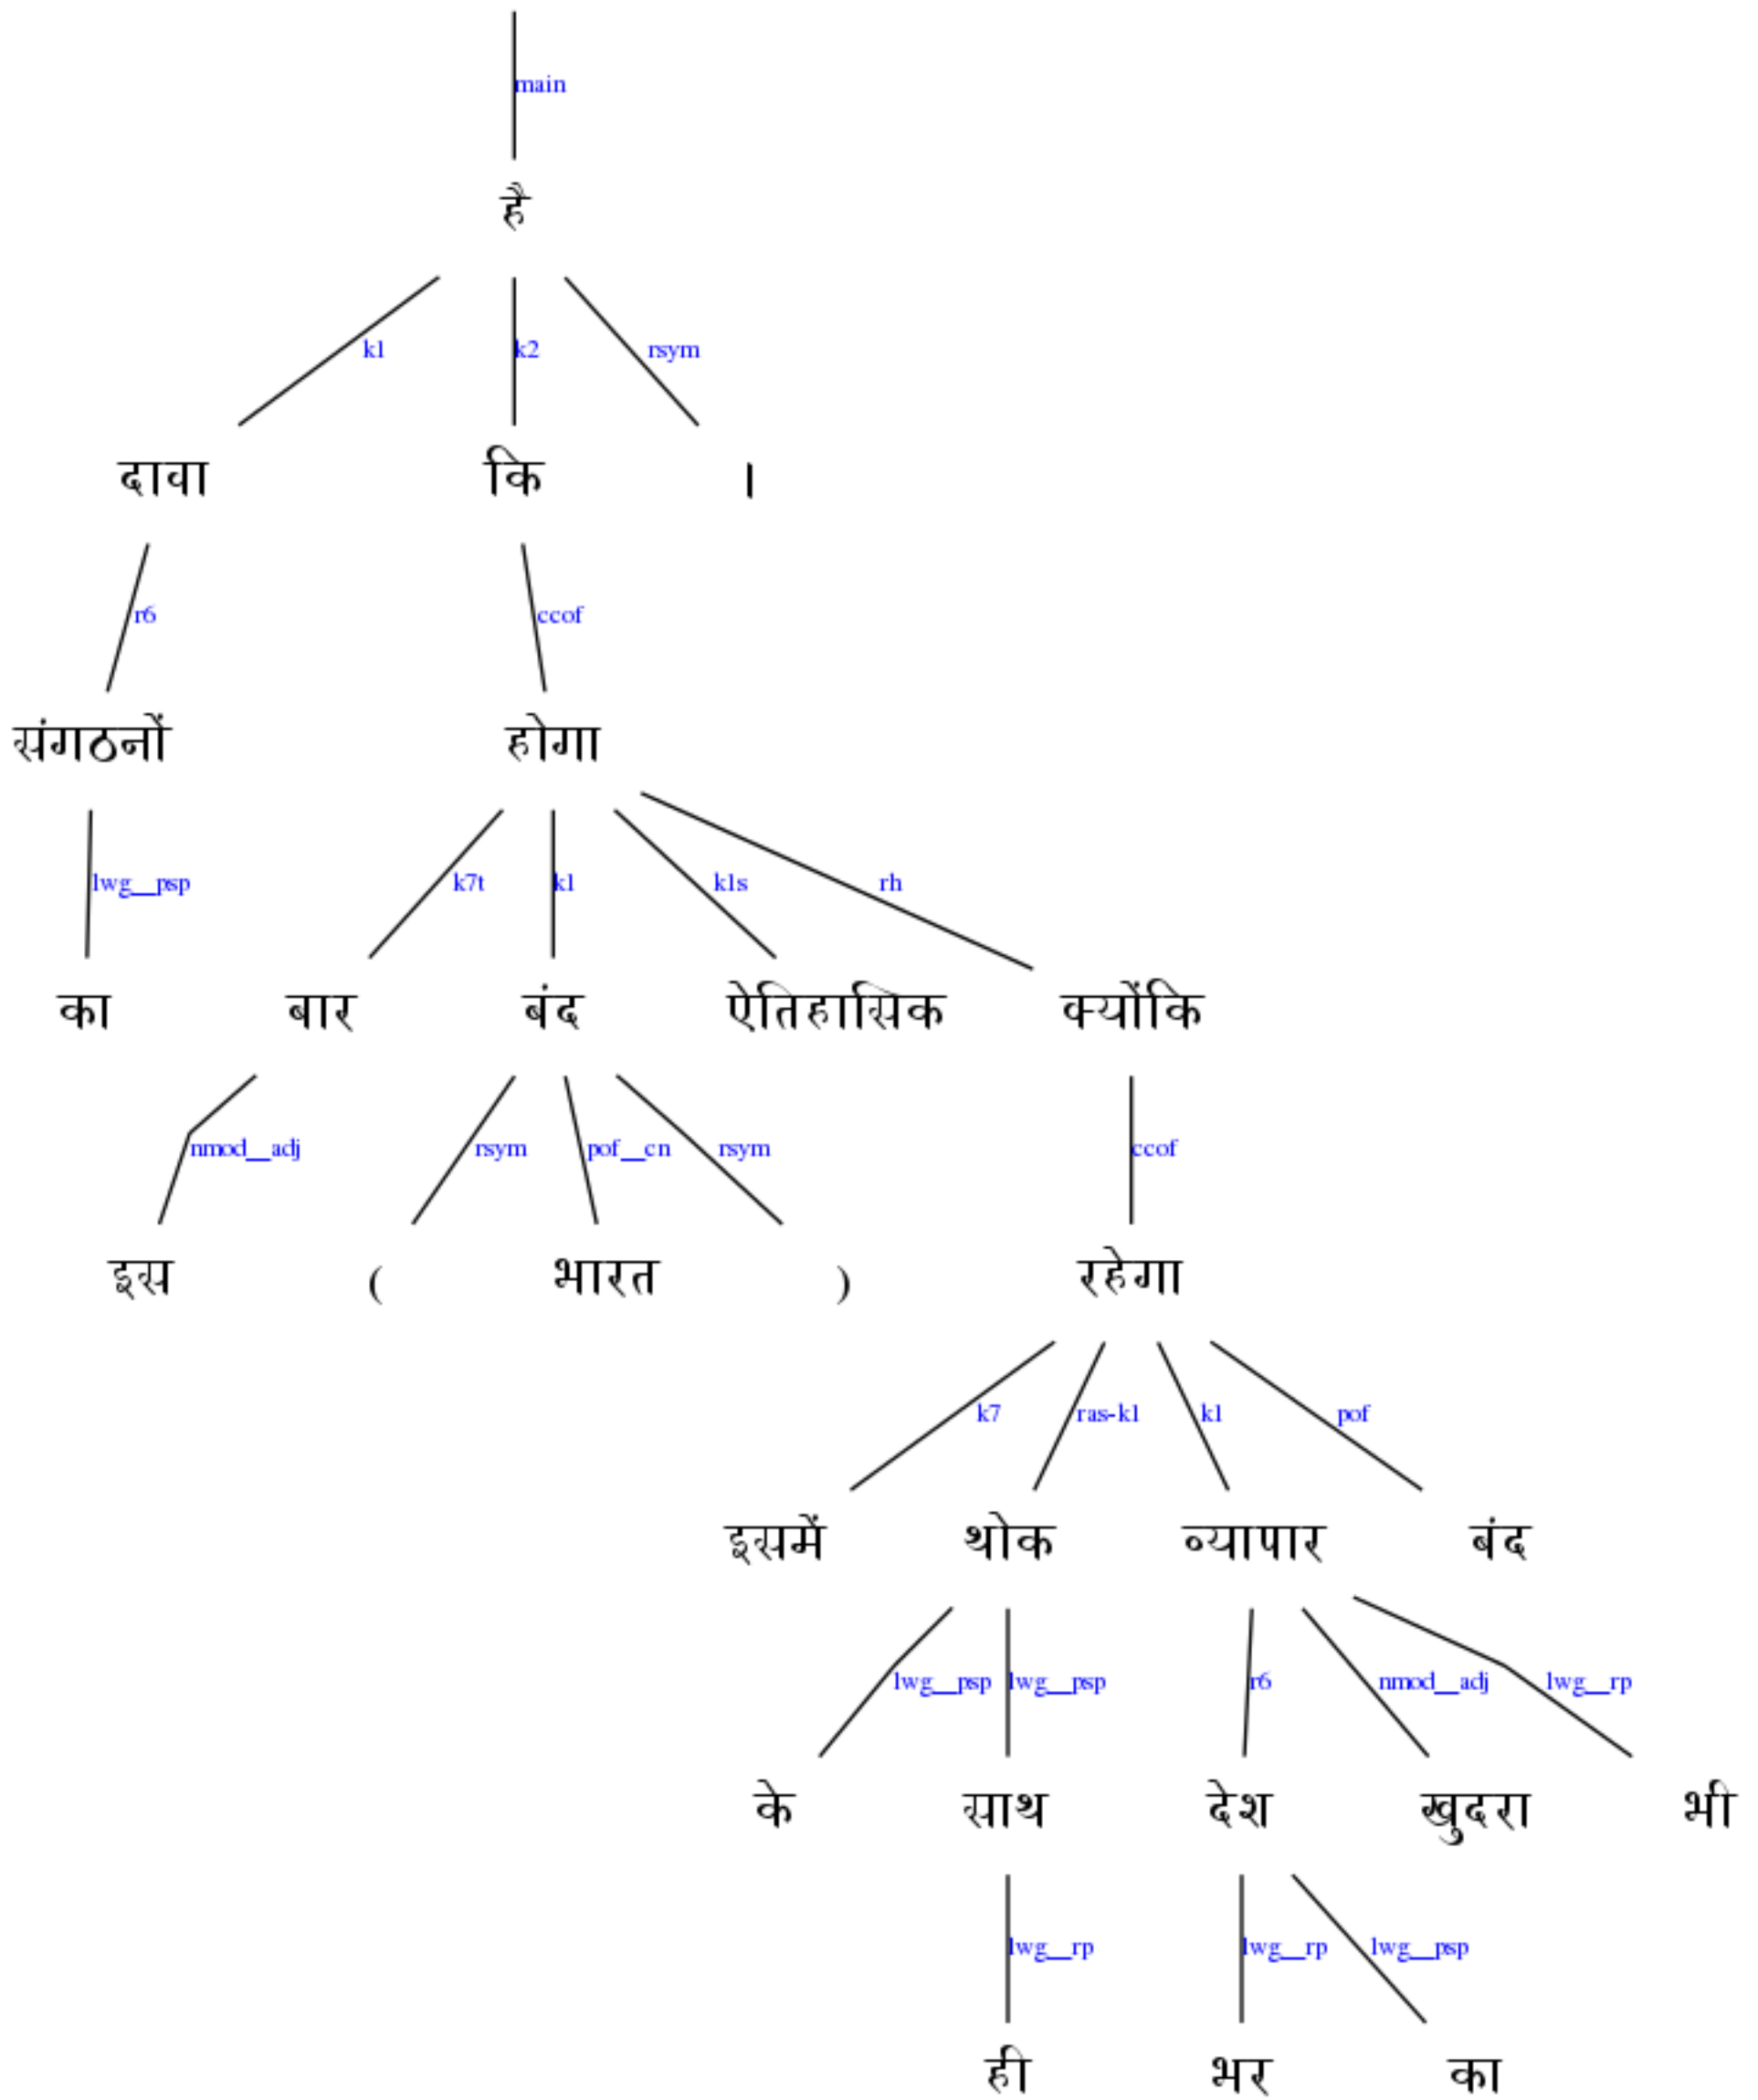 main
है
k1 k2 rsym
दावा कि ।
r6 ccof
संगठनों होगा
lwg__psp k7t k1 k1s rh
का बार बंद ऐतिहासिक क्योंकि
nmod__adj rsym pof__cn rsym ccof
इस ( भारत ) रहेगा
k7 ras-k1 k1 pof
इसमें थोक व्यापार बंद
lwg__psp lwg__psp r6 nmod__adj lwg__rp
के साथ देश खुदरा भी
lwg__rp lwg__rp lwg__psp
ही भर का